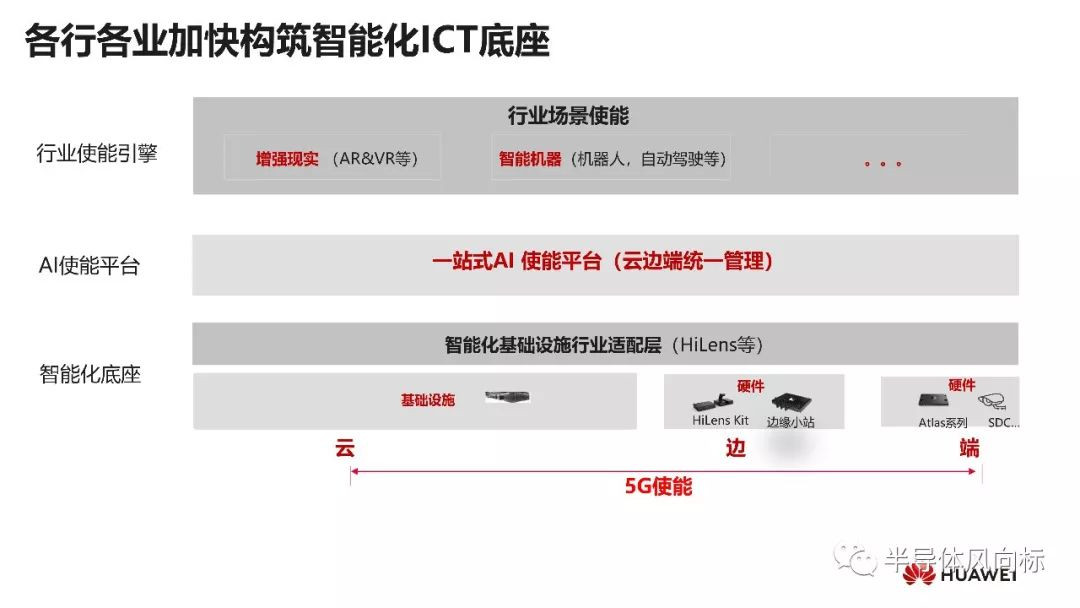 各行各业加快构筑智能化ICT底座
行业使能引擎
行业场景使能
增强现实（AR&VR等）
智能机器（机器人，自动驾驶等）
。。。
AI使能平台
一站式AI 使能平台（云边端统一管理）
智能化底座
智能化基础设施行业适配层（HiLens等）
基础设施
硬件
HiLens Kit
边缘小站
硬件
Atlas系列
SDC...
云
边
端
5G使能
半导体风向标
HUAWEI